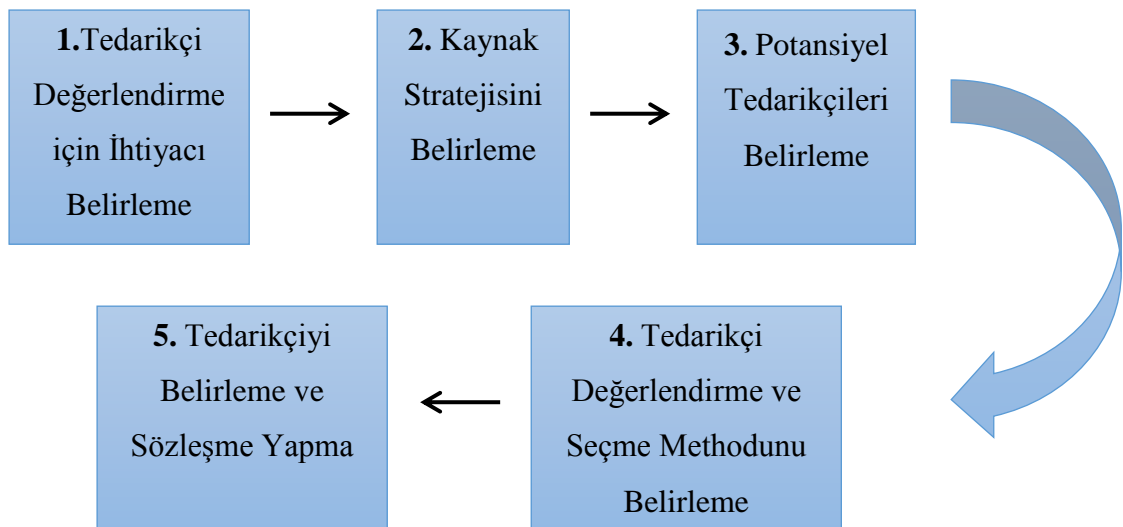 1.Tedarikçi
Değerlendirme
için İhtiyacı
Belirleme
2. Kaynak
Stratejisini
Belirleme
3. Potansiyel
Tedarikçileri
Belirleme
4. Tedarikçi
Değerlendirme ve
Seçme Methodunu
Belirleme
5. Tedarikçiyi
Belirleme ve
Sözleşme Yapma